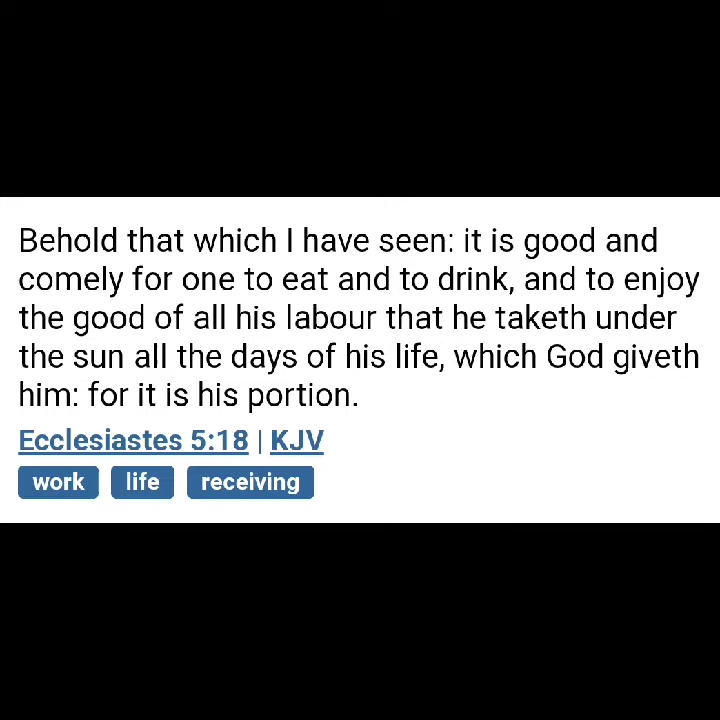 Behold that which I have seen: it is good and
comely for one to eat and to drink, and to enjoy
the good of all his labour that he taketh under
the sun all the days of his life, which God giveth
him: for it is his portion.
Ecclesiastes 5:18 | KJV
work life receiving